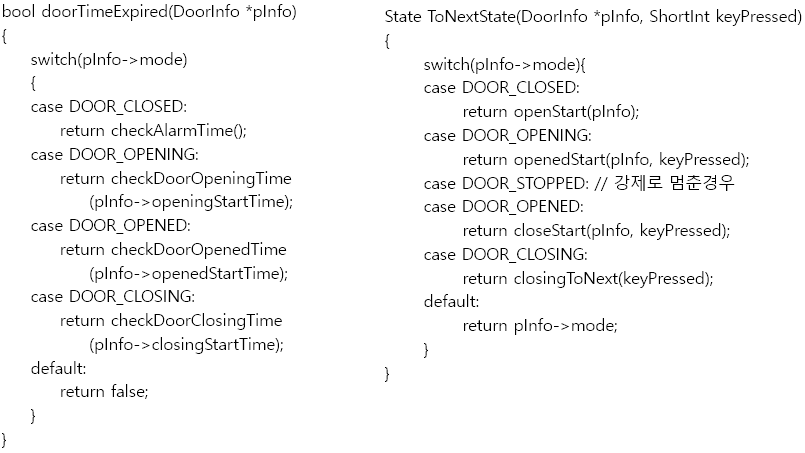 bool doorTimeExpired(DoorInfo *pInfo)
{
switch(pInfo->mode)
{
case DOOR_CLOSED:
return checkAlarmTime();
case DOOR_OPENING:
return checkDoorOpeningTime
(pInfo->openingStartTime);
case DOOR_OPENED:
return checkDoorOpenedTime
(pInfo->openedStartTime);
case DOOR_CLOSING:
return checkDoorClosingTime
(pInfo->closingStartTime);
default:
return false;
}
}
State ToNextState(DoorInfo *pInfo, ShortInt keyPressed)
{
switch(pInfo->mode){
case DOOR_CLOSED:
return openStart(pInfo);
case DOOR_OPENING:
return openedStart(pInfo, keyPressed);
case DOOR_STOPPED: // 강제로 멈춘경우
case DOOR_OPENED:
return closeStart(pInfo, keyPressed);
case DOOR_CLOSING:
return closingToNext(keyPressed);
default:
return pInfo->mode;
}
}